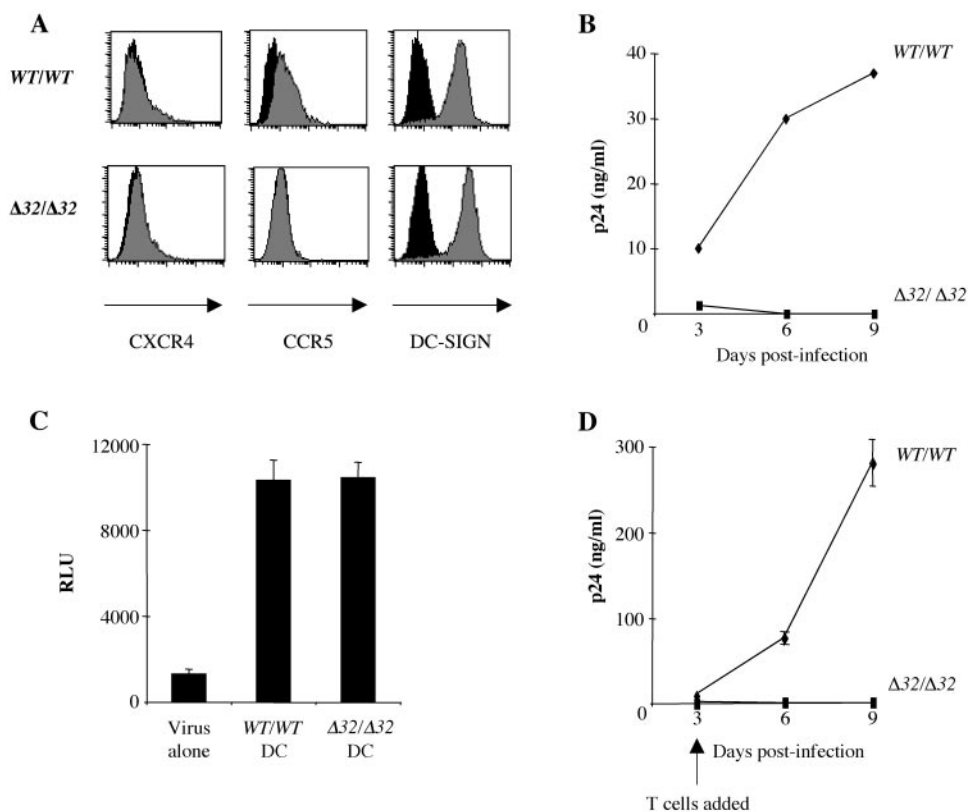 A
WT/WT
Δ32/Δ32
CXCR4
CCR5
DC-SIGN
B
p24 (ng/ml)
40
30
20
10
0
3
6
9
Days post-infection
WT/WT
Δ32/ Δ32
C
RLU
12000
8000
4000
0
Virus
alone
WT/WT
DC
Δ32/Δ32
DC
D
p24 (ng/ml)
300
200
100
0
3
6
9
Days post-infection
T cells added
WT/WT
Δ32/Δ32